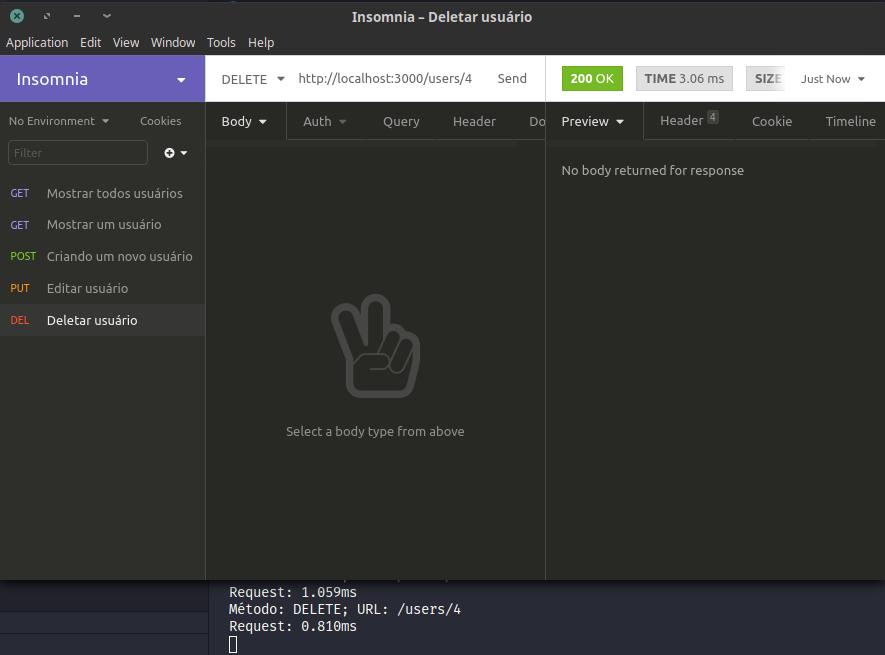 Insomnia – Deletar usuário
Application Edit View Window Tools Help
Insomnia
DELETE http://localhost:3000/users/4 Send
200 OK TIME 3.06 ms SIZE Just Now
No Environment Cookies
Body Auth Query Header Do
Preview Header 4 Cookie Timeline
Filter
No body returned for response
GET Mostrar todos usuários
GET Mostrar um usuário
POST Criando um novo usuário
PUT Editar usuário
DEL Deletar usuário
Select a body type from above
Request: 1.059ms
Método: DELETE; URL: /users/4
Request: 0.810ms